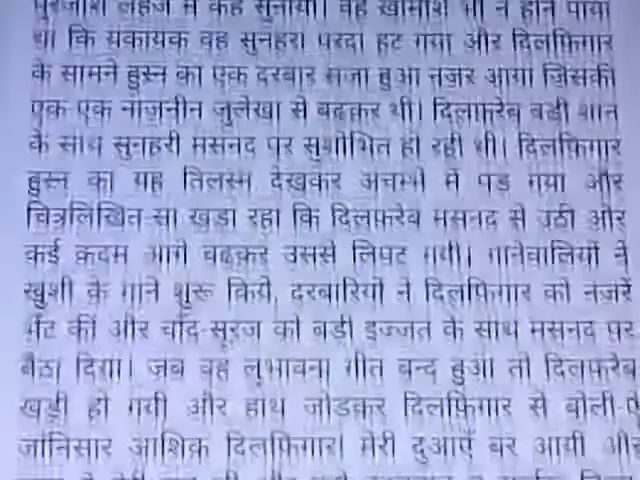 पुरजोश लहजे में कह सुनायी। वह खामोश भी न होने पाया
था कि यकायक वह सुनहरा परदा हट गया और दिलफ़िगार
के सामने हुस्न का एक दरबार सजा हुआ नज़र आया जिसकी
एक-एक नाज़नीन जुलेखा से बढ़कर थी। दिलफ़रेब बड़ी शान
के साथ सुनहरी मसनद पर सुशोभित हो रही थी। दिलफ़िगार
हुस्न का यह तिलस्म देखकर अचम्भे में पड़ गया और
चित्रलिखित-सा खड़ा रहा कि दिलफ़रेब मसनद से उठी और
कई क़दम आगे बढ़कर उससे लिपट गयी। गानेवालियों ने
खुशी के गाने शुरू किये, दरबारियों ने दिलफ़िगार को नज़रें
भेंट कीं और चाँद-सूरज को बड़ी इज्जत के साथ मसनद पर
बैठा दिया। जब वह लुभावना गीत बन्द हुआ तो दिलफ़रेब
खड़ी हो गयी और हाथ जोड़कर दिलफ़िगार से बोली-
जाँनिसार आशिक़ दिलफ़िगार! मेरी दुआएँ बर आयीं और